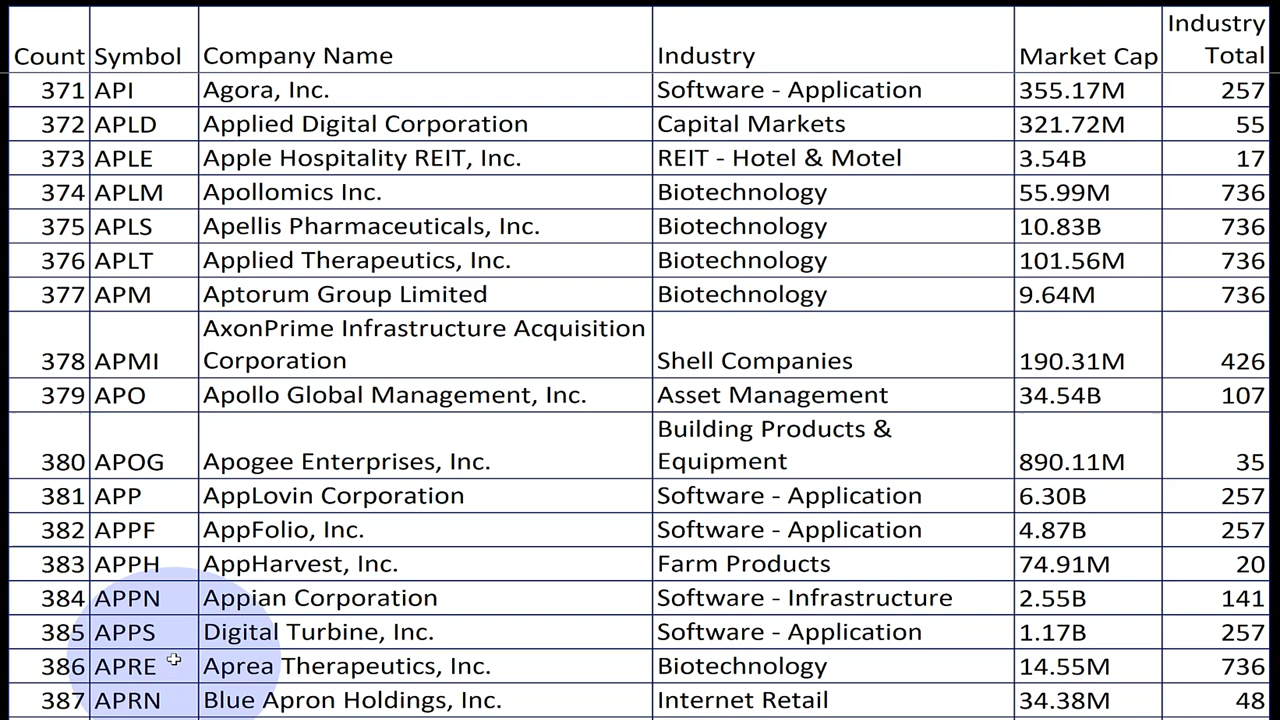 Count Symbol Company Name Industry Market Cap Industry Total
371 API Agora, Inc. Software - Application 355.17M 257
372 APLD Applied Digital Corporation Capital Markets 321.72M 55
373 APLE Apple Hospitality REIT, Inc. REIT - Hotel & Motel 3.54B 17
374 APLM Apollomics Inc. Biotechnology 55.99M 736
375 APLS Apellis Pharmaceuticals, Inc. Biotechnology 10.83B 736
376 APLT Applied Therapeutics, Inc. Biotechnology 101.56M 736
377 APM Aptorum Group Limited Biotechnology 9.64M 736
378 APMI AxonPrime Infrastructure Acquisition Corporation Shell Companies 190.31M 426
379 APO Apollo Global Management, Inc. Asset Management 34.54B 107
380 APOG Apogee Enterprises, Inc. Building Products & Equipment 890.11M 35
381 APP AppLovin Corporation Software - Application 6.30B 257
382 APPF AppFolio, Inc. Software - Application 4.87B 257
383 APPH AppHarvest, Inc. Farm Products 74.91M 20
384 APPN Appian Corporation Software - Infrastructure 2.55B 141
385 APPS Digital Turbine, Inc. Software - Application 1.17B 257
386 APRE Aprea Therapeutics, Inc. Biotechnology 14.55M 736
387 APRN Blue Apron Holdings, Inc. Internet Retail 34.38M 48